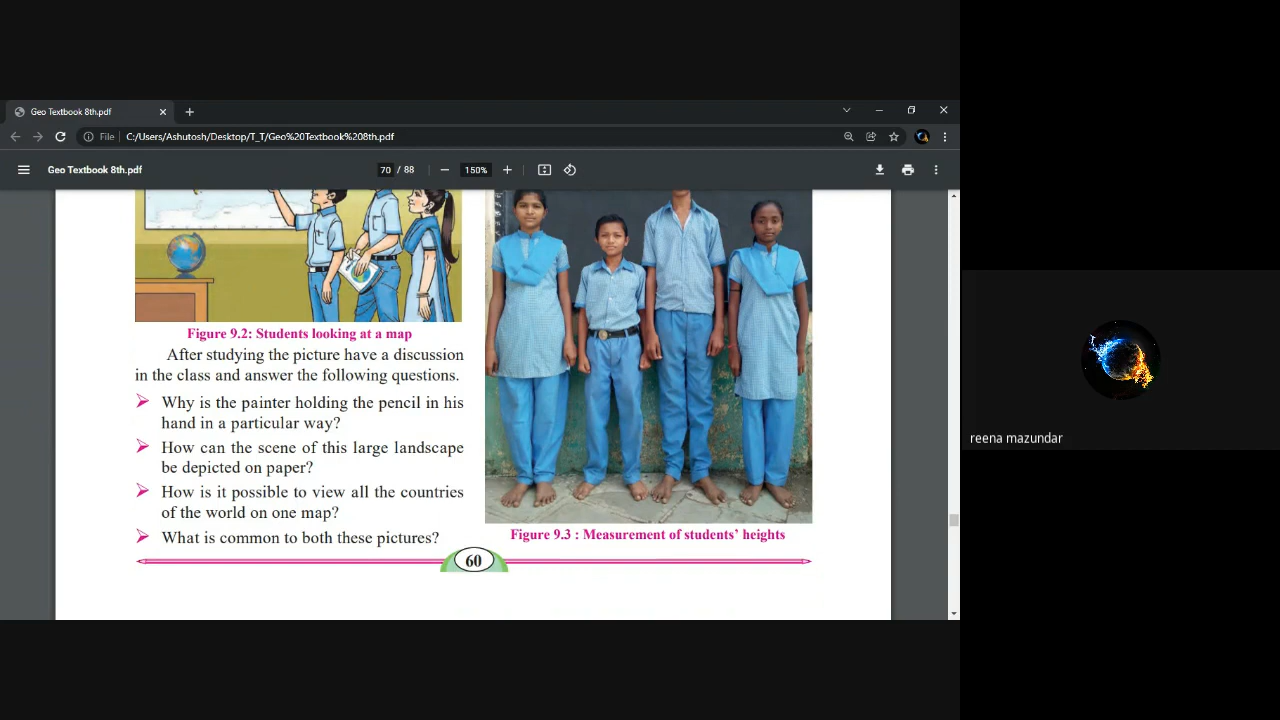 Geo Textbook 8th.pdf
File
C:/Users/Ashutosh/Desktop/T_T/Geo%20Textbook%208th.pdf
Geo Textbook 8th.pdf
70 / 88
150%
Figure 9.2: Students looking at a map
After studying the picture have a discussion
in the class and answer the following questions.
Why is the painter holding the pencil in his
hand in a particular way?
How can the scene of this large landscape
be depicted on paper?
How is it possible to view all the countries
of the world on one map?
What is common to both these pictures?
Figure 9.3 : Measurement of students' heights
60
reena mazundar